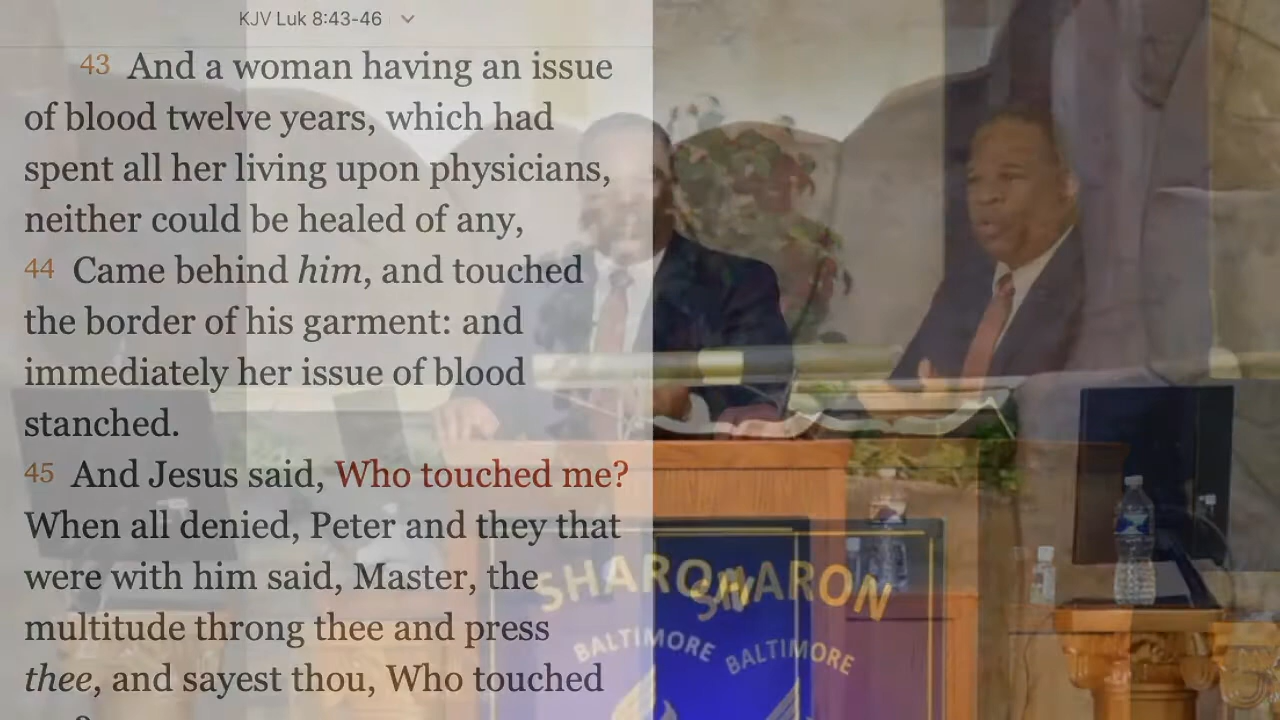 KJV Luk 8:43-46
43 And a woman having an issue
of blood twelve years, which had
spent all her living upon physicians,
neither could be healed of any,
44 Came behind him, and touched
the border of his garment: and
immediately her issue of blood
stanched.
45 And Jesus said, Who touched me?
When all denied, Peter and they that
were with him said, Master, the
multitude throng thee and press
thee, and sayest thou, Who touched
SHARON
BALTIMORE
BALTIMORE